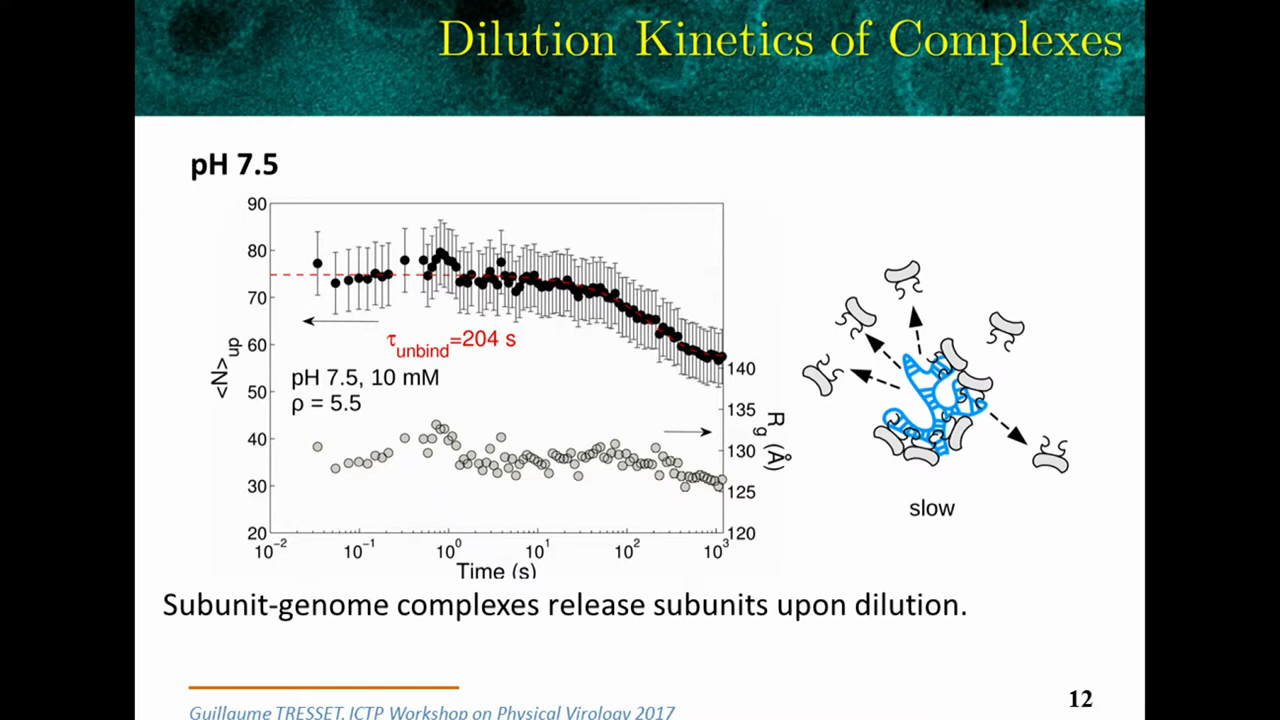 Dilution Kinetics of Complexes
pH 7.5
90
80
70
60
50
40
30
20
<N>up
τunbind=204 s
pH 7.5, 10 mM
ρ = 5.5
140
135
130
125
120
Rg (Å)
10⁻² 10⁻¹ 10⁰ 10¹ 10² 10³
Time (s)
slow
Subunit-genome complexes release subunits upon dilution.
12
Guillaume TRESSET, ICTP Workshop on Physical Virology 2017